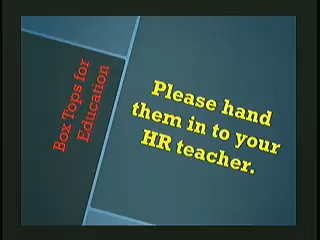 Box Tops for
Education
Please hand
them in to your
HR teacher.